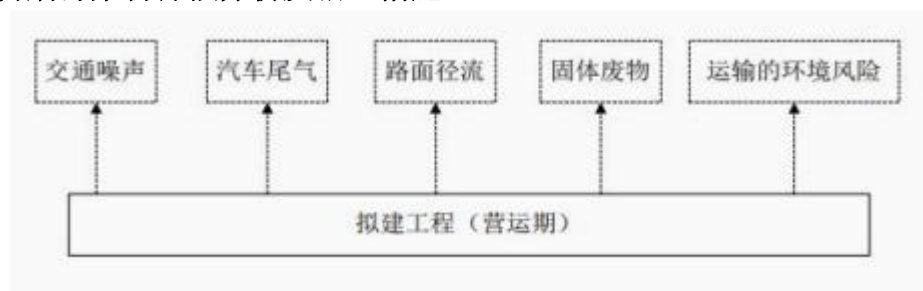 交通噪声
汽车尾气
路面径流
固体废物
运输的环境风险
拟建工程（营运期）